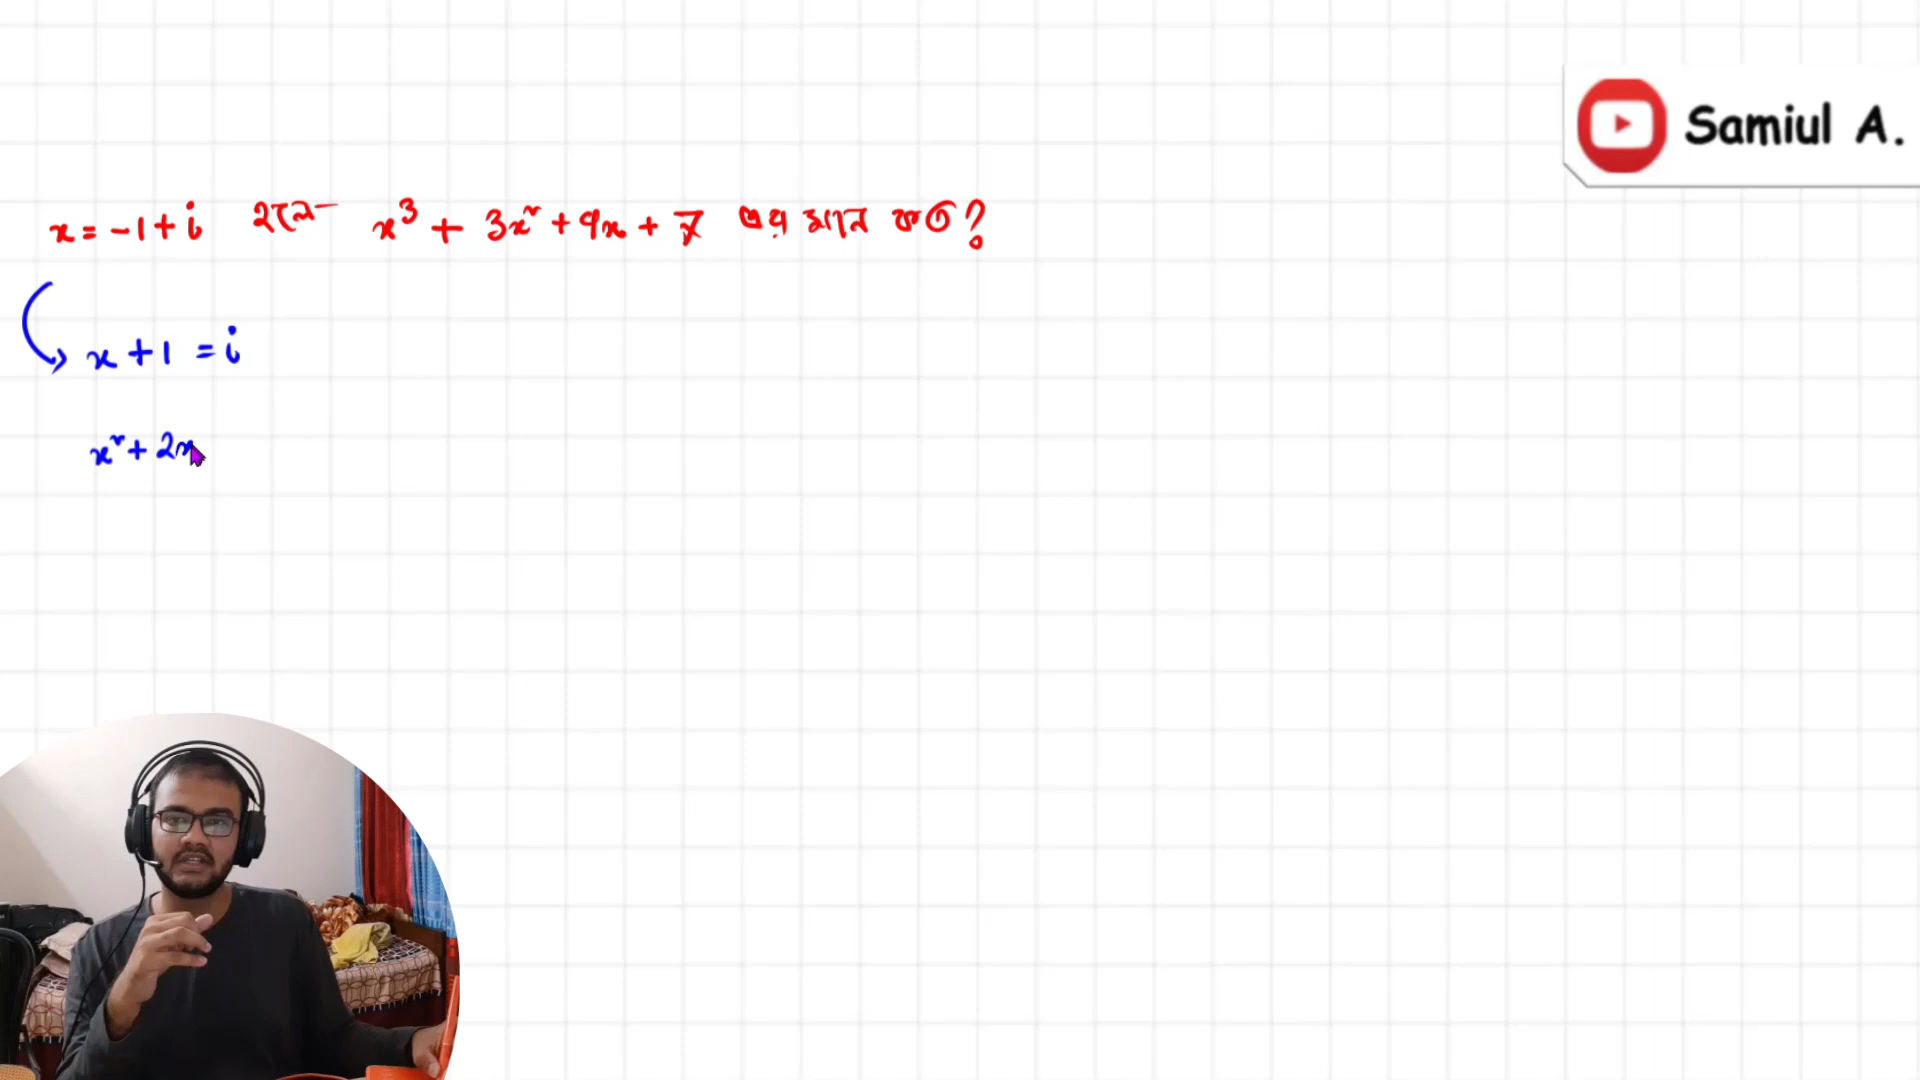 Samiul A.
x = -1 + i হলে x³ + 3x² + 4x + 7 এর মান কত?
x + 1 = i
x² + 2x